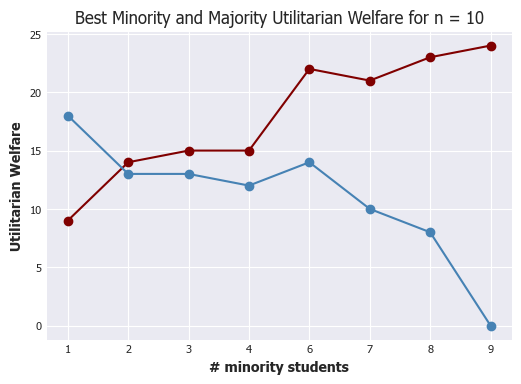 Best Minority and Majority Utilitarian Welfare for n = 10
25
20
15
10
5
0
Utilitarian Welfare
1 2 3 4 6 7 8 9
# minority students